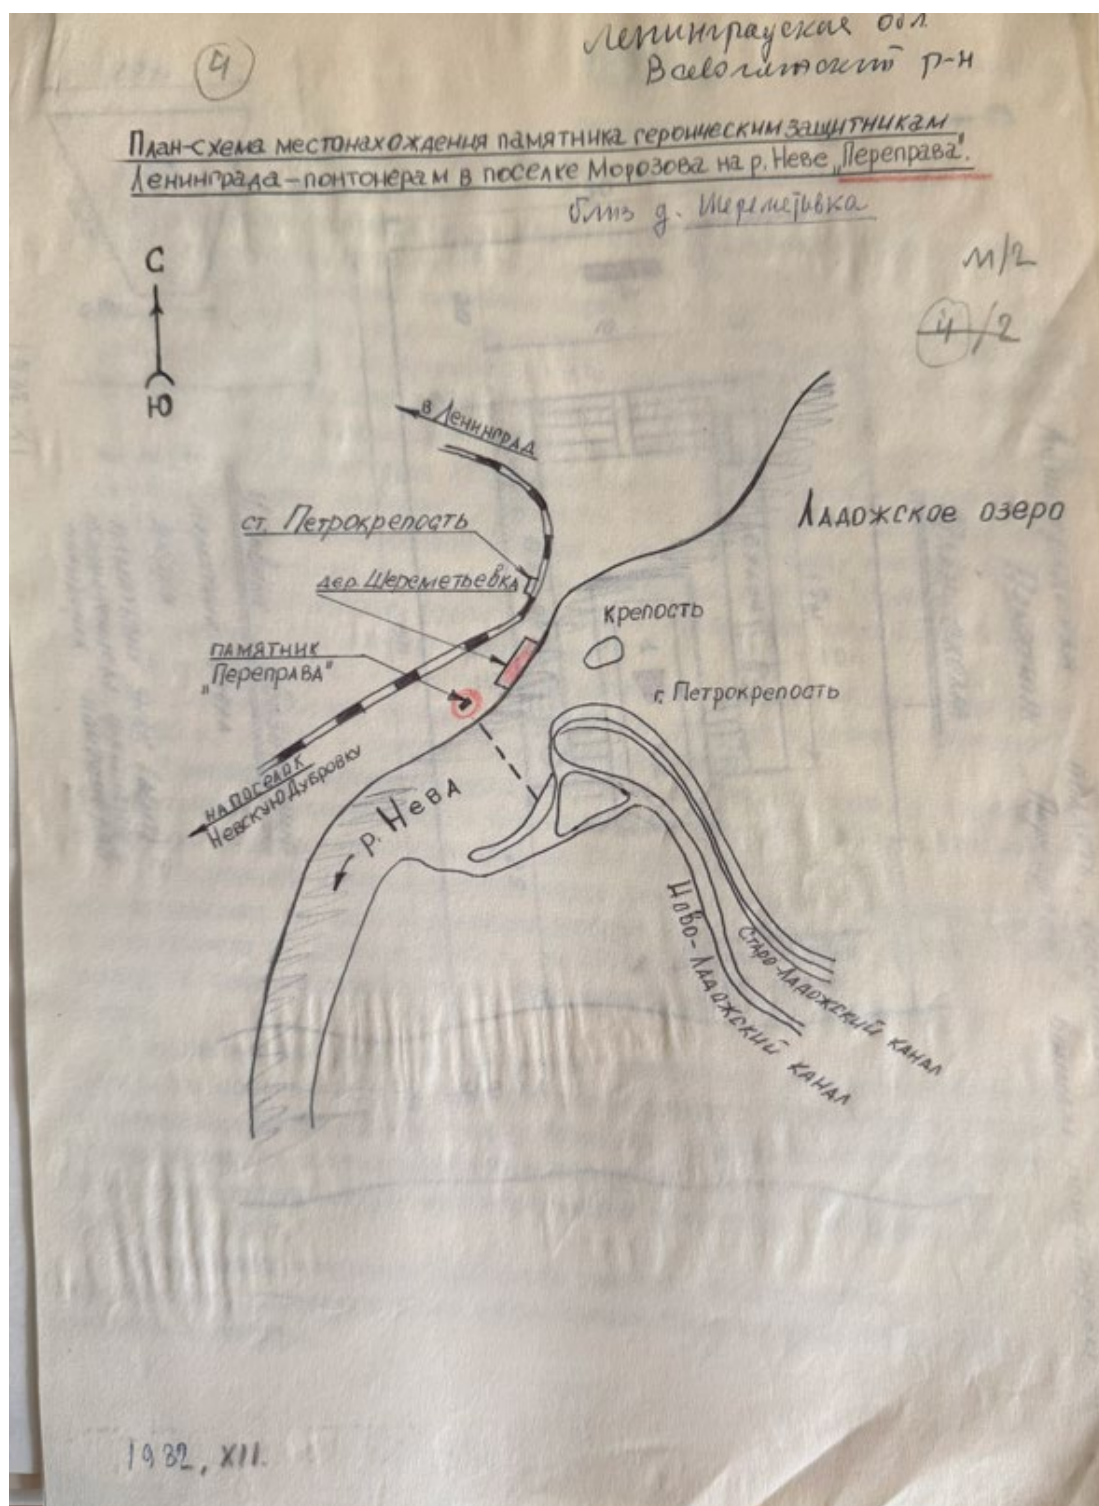 4
Ленинградская обл
Всеволожский р-н
План-схема местонахождения памятника героическим защитникам
Ленинграда-понтонерам в поселке Морозова на р. Неве „Переправа".
близ д. Шереметьевка
М/2
4/2
С
Ю
в Ленинград
ст. Петрокрепость
дер. Шереметьевка
Ладожское озеро
крепость
памятник
„Переправа"
г. Петрокрепость
на поселок
Невскую Дубровку
р. Нева
Ново-Ладожский канал
Старо-Ладожский канал
1982, XII.